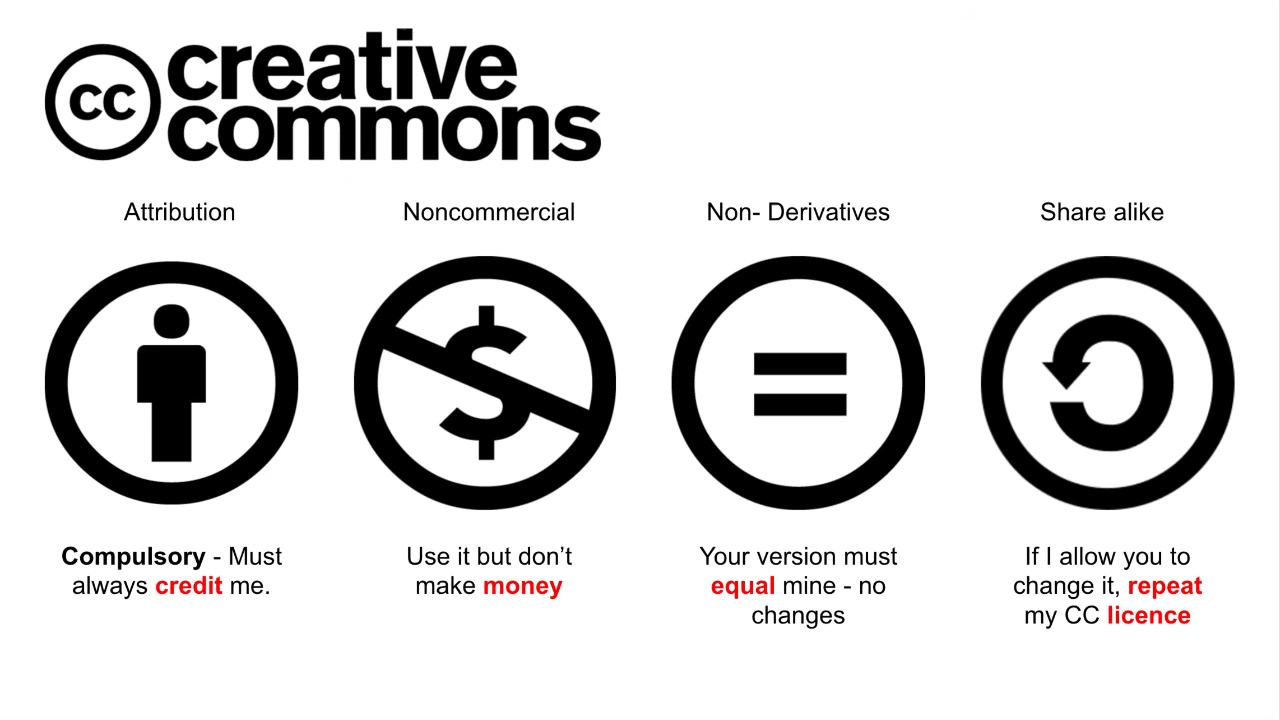 cc creative
commons
Attribution
Noncommercial
Non- Derivatives
Share alike
$
Compulsory - Must
always credit me.
Use it but don’t
make money
Your version must
equal mine - no
changes
If I allow you to
change it, repeat
my CC licence